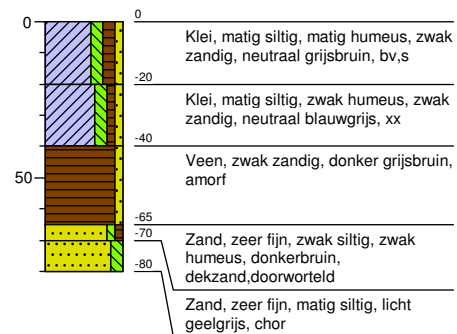 0
0
Klei, matig siltig, matig humeus, zwak
zandig, neutraal grijsbruin, bv,s
-20
Klei, matig siltig, zwak humeus, zwak
zandig, neutraal blauwgrijs, xx
-40
Veen, zwak zandig, donker grijsbruin,
amorf
50
-65
-70
Zand, zeer fijn, zwak siltig, zwak
humeus, donkerbruin,
dekzand,doorworteld
-80
Zand, zeer fijn, matig siltig, licht
geelgrijs, chor